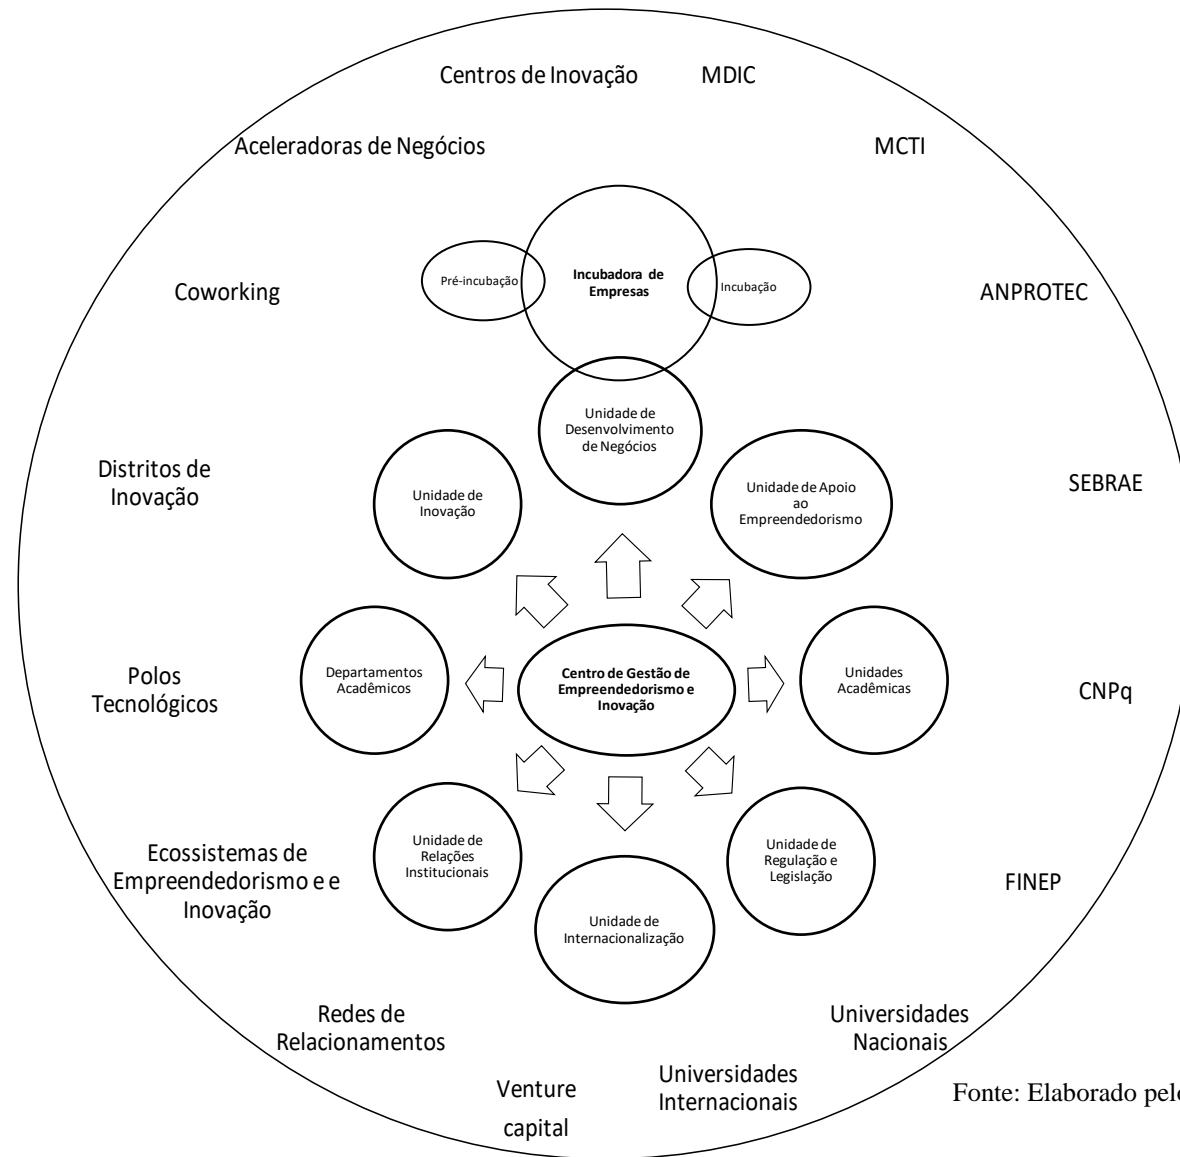 Centros de Inovação
MDIC
Aceleradoras de Negócios
MCTI
Pré-incubação
Incubadora de
Empresas
Incubação
Coworking
ANPROTEC
Unidade de
Desenvolvimento
de Negócios
Distritos de
Inovação
Unidade de
Inovação
Unidade de Apoio
ao
Empreendedorismo
SEBRAE
Polos
Tecnológicos
Departamentos
Acadêmicos
Centro de Gestão de
Empreendedorismo e
Inovação
Unidades
Acadêmicas
CNPq
Ecossistemas de
Empreendedorismo e e
Inovação
Unidade de
Relações
Institucionais
Unidade de
Internacionalização
Unidade de
Regulação e
Legislação
FINEP
Redes de
Relacionamentos
Venture
capital
Universidades
Internacionais
Universidades
Nacionais
Fonte: Elaborado pelo